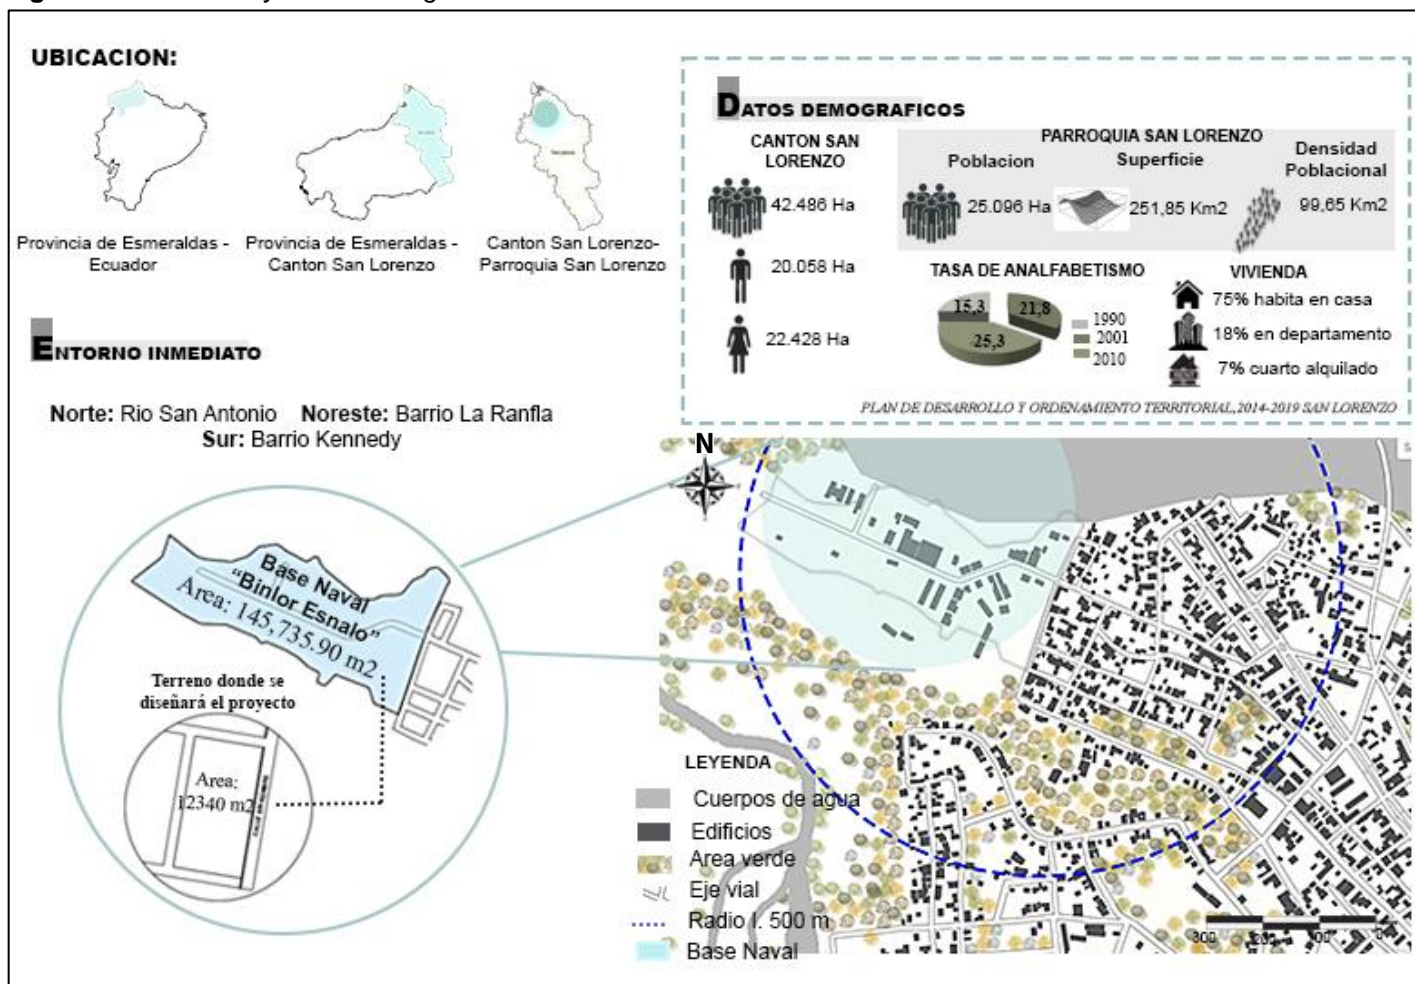 UBICACION:
Provincia de Esmeraldas -
Ecuador
Provincia de Esmeraldas -
Canton San Lorenzo
Canton San Lorenzo-
Parroquia San Lorenzo
DATOS DEMOGRAFICOS
CANTON SAN
LORENZO
42.486 Ha
20.058 Ha
22.428 Ha
PARROQUIA SAN LORENZO
Poblacion
25.096 Ha
Superficie
251,85 Km2
Densidad
Poblacional
99,65 Km2
TASA DE ANALFABETISMO
15,3
21,8
25,3
1990
2001
2010
VIVIENDA
75% habita en casa
18% en departamento
7% cuarto alquilado
PLAN DE DESARROLLO Y ORDENAMIENTO TERRITORIAL,2014-2019 SAN LORENZO
ENTORNO INMEDIATO
Norte: Rio San Antonio Noreste: Barrio La Ranfla
Sur: Barrio Kennedy
Base Naval
"Binlor Esnalo"
Area: 145,735.90 m2
Terreno donde se
diseñará el proyecto
Area:
12340 m2
N
LEYENDA
Cuerpos de agua
Edificios
Area verde
Eje vial
Radio I. 500 m
Base Naval
300